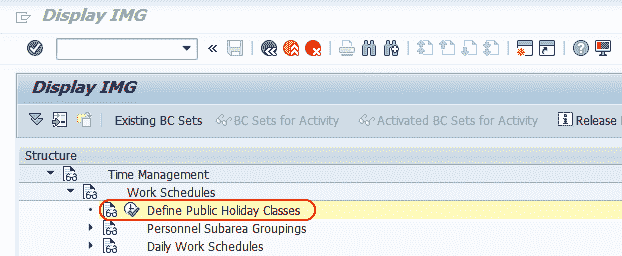 Display IMG
Display IMG
Existing BC Sets BC Sets for Activity Activated BC Sets for Activity Release
Structure
Time Management
Work Schedules
Define Public Holiday Classes
Personnel Subarea Groupings
Daily Work Schedules